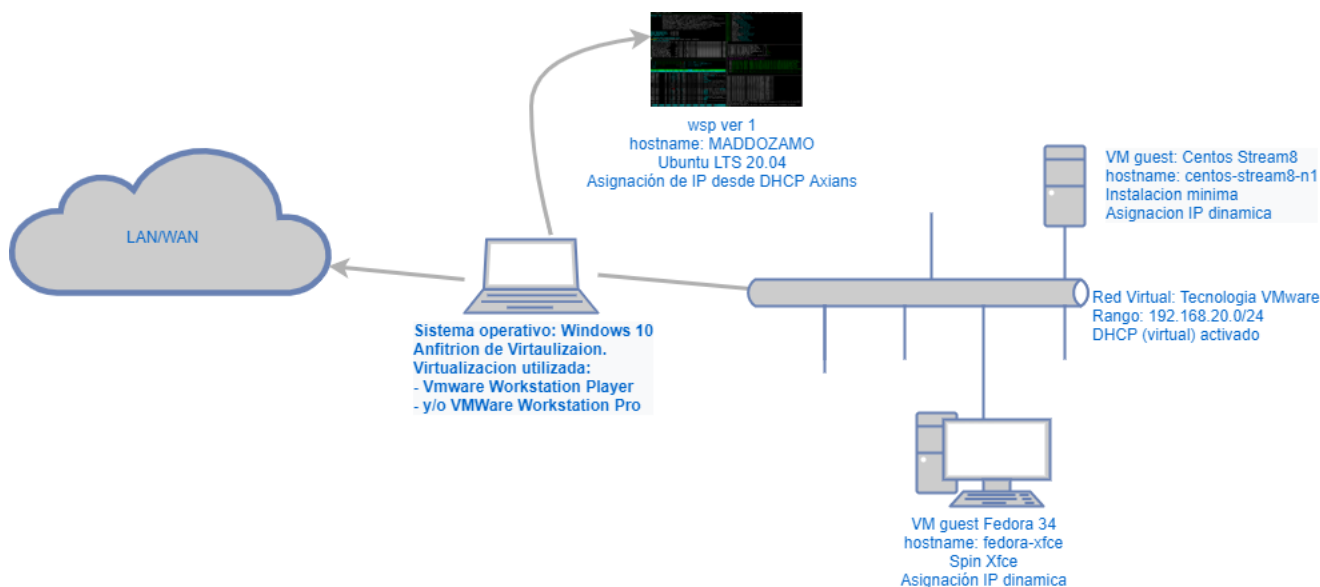 wsp ver 1
hostname: MADDOZAMO
Ubuntu LTS 20.04
Asignación de IP desde DHCP Axians
VM guest: Centos Stream8
hostname: centos-stream8-n1
Instalacion minima
Asignacion IP dinamica
LAN/WAN
Red Virtual: Tecnologia VMware
Rango: 192.168.20.0/24
DHCP (virtual) activado
Sistema operativo: Windows 10
Anfitrion de Virtaulizaion.
Virtualizacion utilizada:
- Vmware Workstation Player
- y/o VMWare Workstation Pro
VM guest Fedora 34
hostname: fedora-xfce
Spin Xfce
Asignación IP dinamica